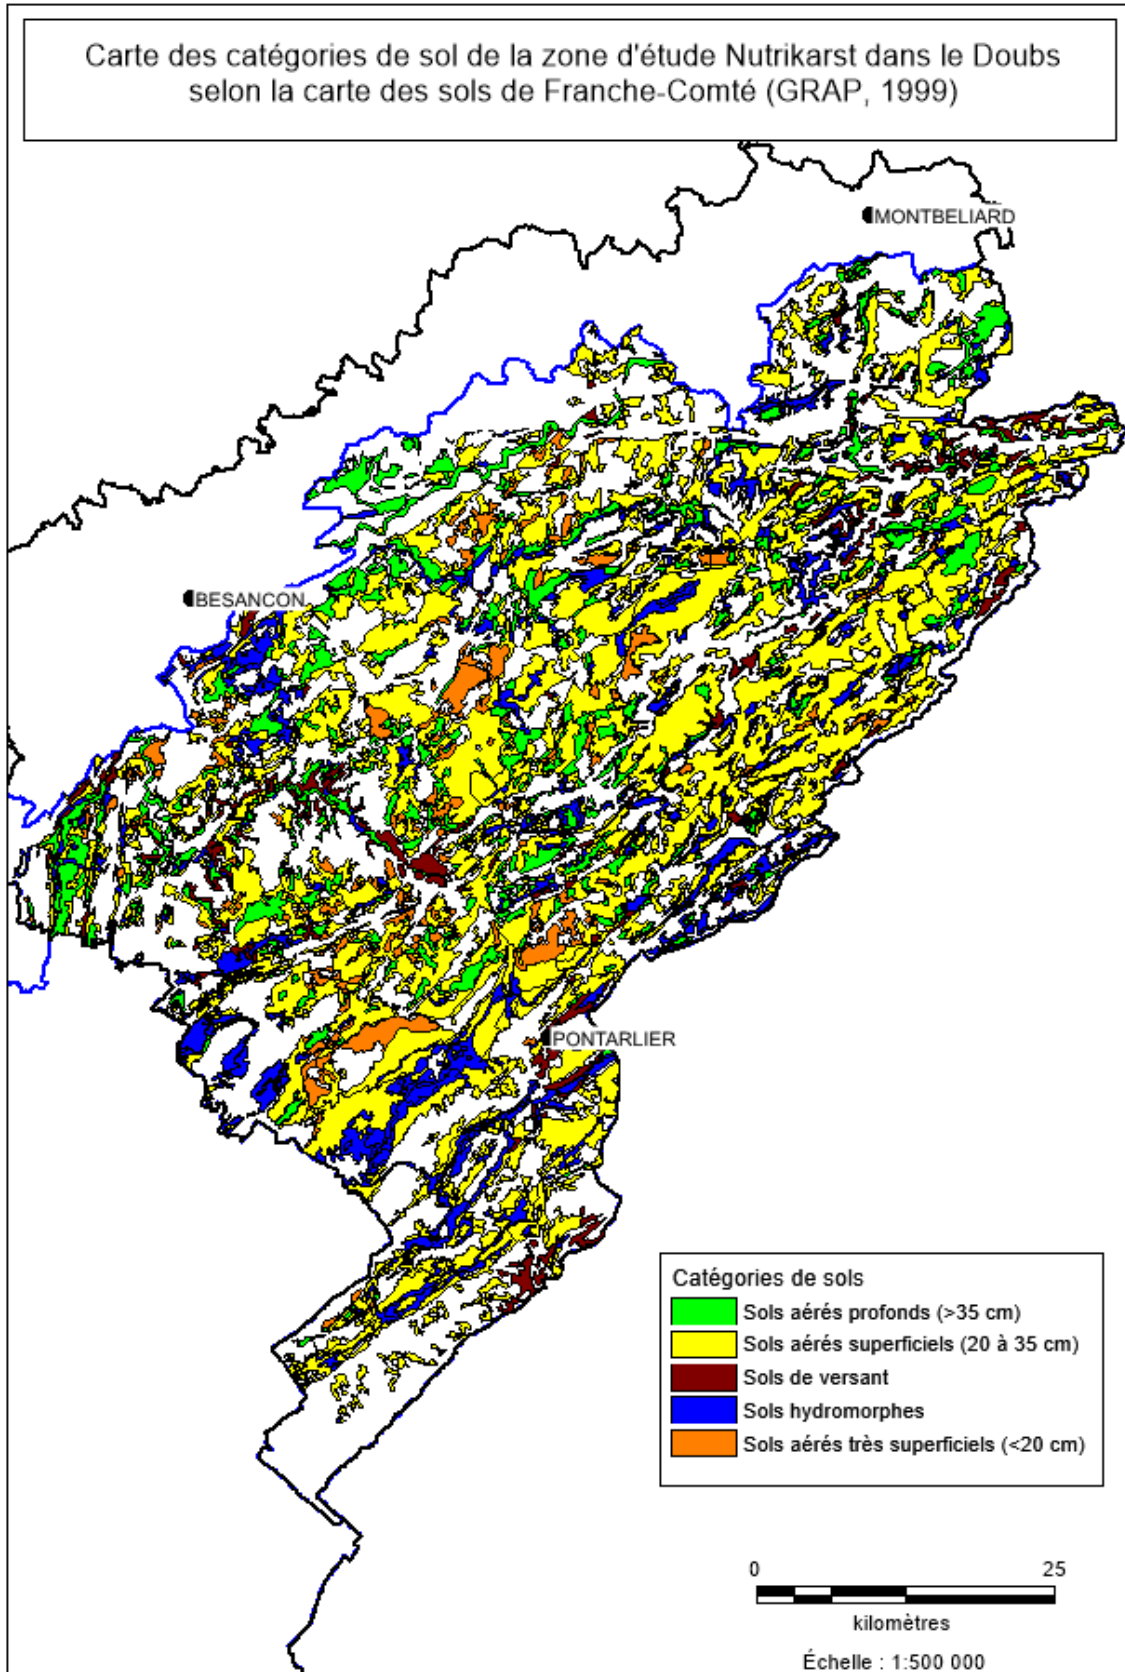 Carte des catégories de sol de la zone d'étude Nutrikarst dans le Doubs
selon la carte des sols de Franche-Comté (GRAP, 1999)
MONTBELIARD
BESANCON
PONTARLIER
Catégories de sols
Sols aérés profonds (>35 cm)
Sols aérés superficiels (20 à 35 cm)
Sols de versant
Sols hydromorphes
Sols aérés très superficiels (<20 cm)
0 25
kilomètres
Échelle : 1:500 000